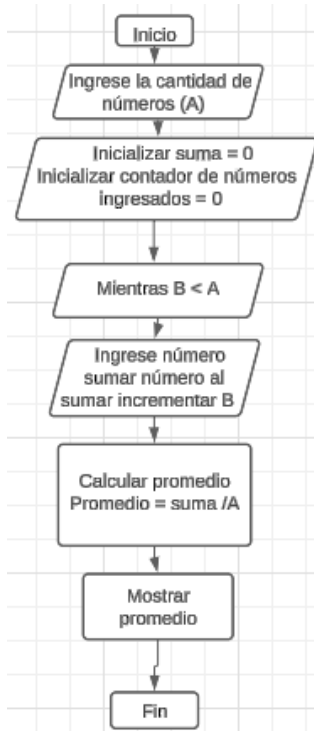 Inicio
Ingrese la cantidad de
números (A)
Inicializar suma = 0
Inicializar contador de números
ingresados = 0
Mientras B < A
Ingrese número
sumar número al
sumar incrementar B
Calcular promedio
Promedio = suma /A
Mostrar
promedio
Fin